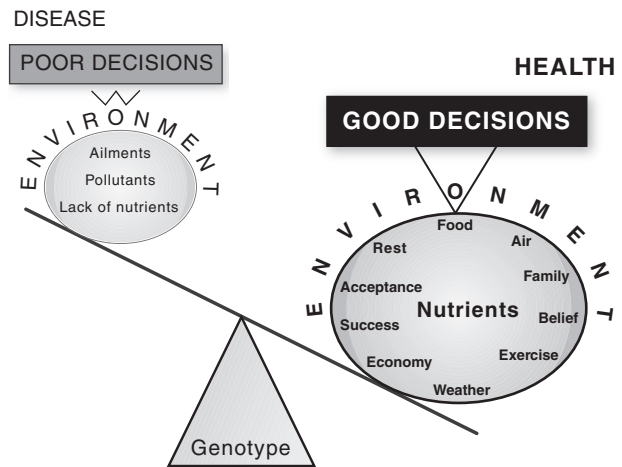 DISEASE
POOR DECISIONS
ENVIRONMENT
Ailments
Pollutants
Lack of nutrients
HEALTH
GOOD DECISIONS
ENVIRONMENT
Food
Rest
Air
Acceptance
Family
Nutrients
Success
Belief
Economy
Exercise
Weather
Genotype